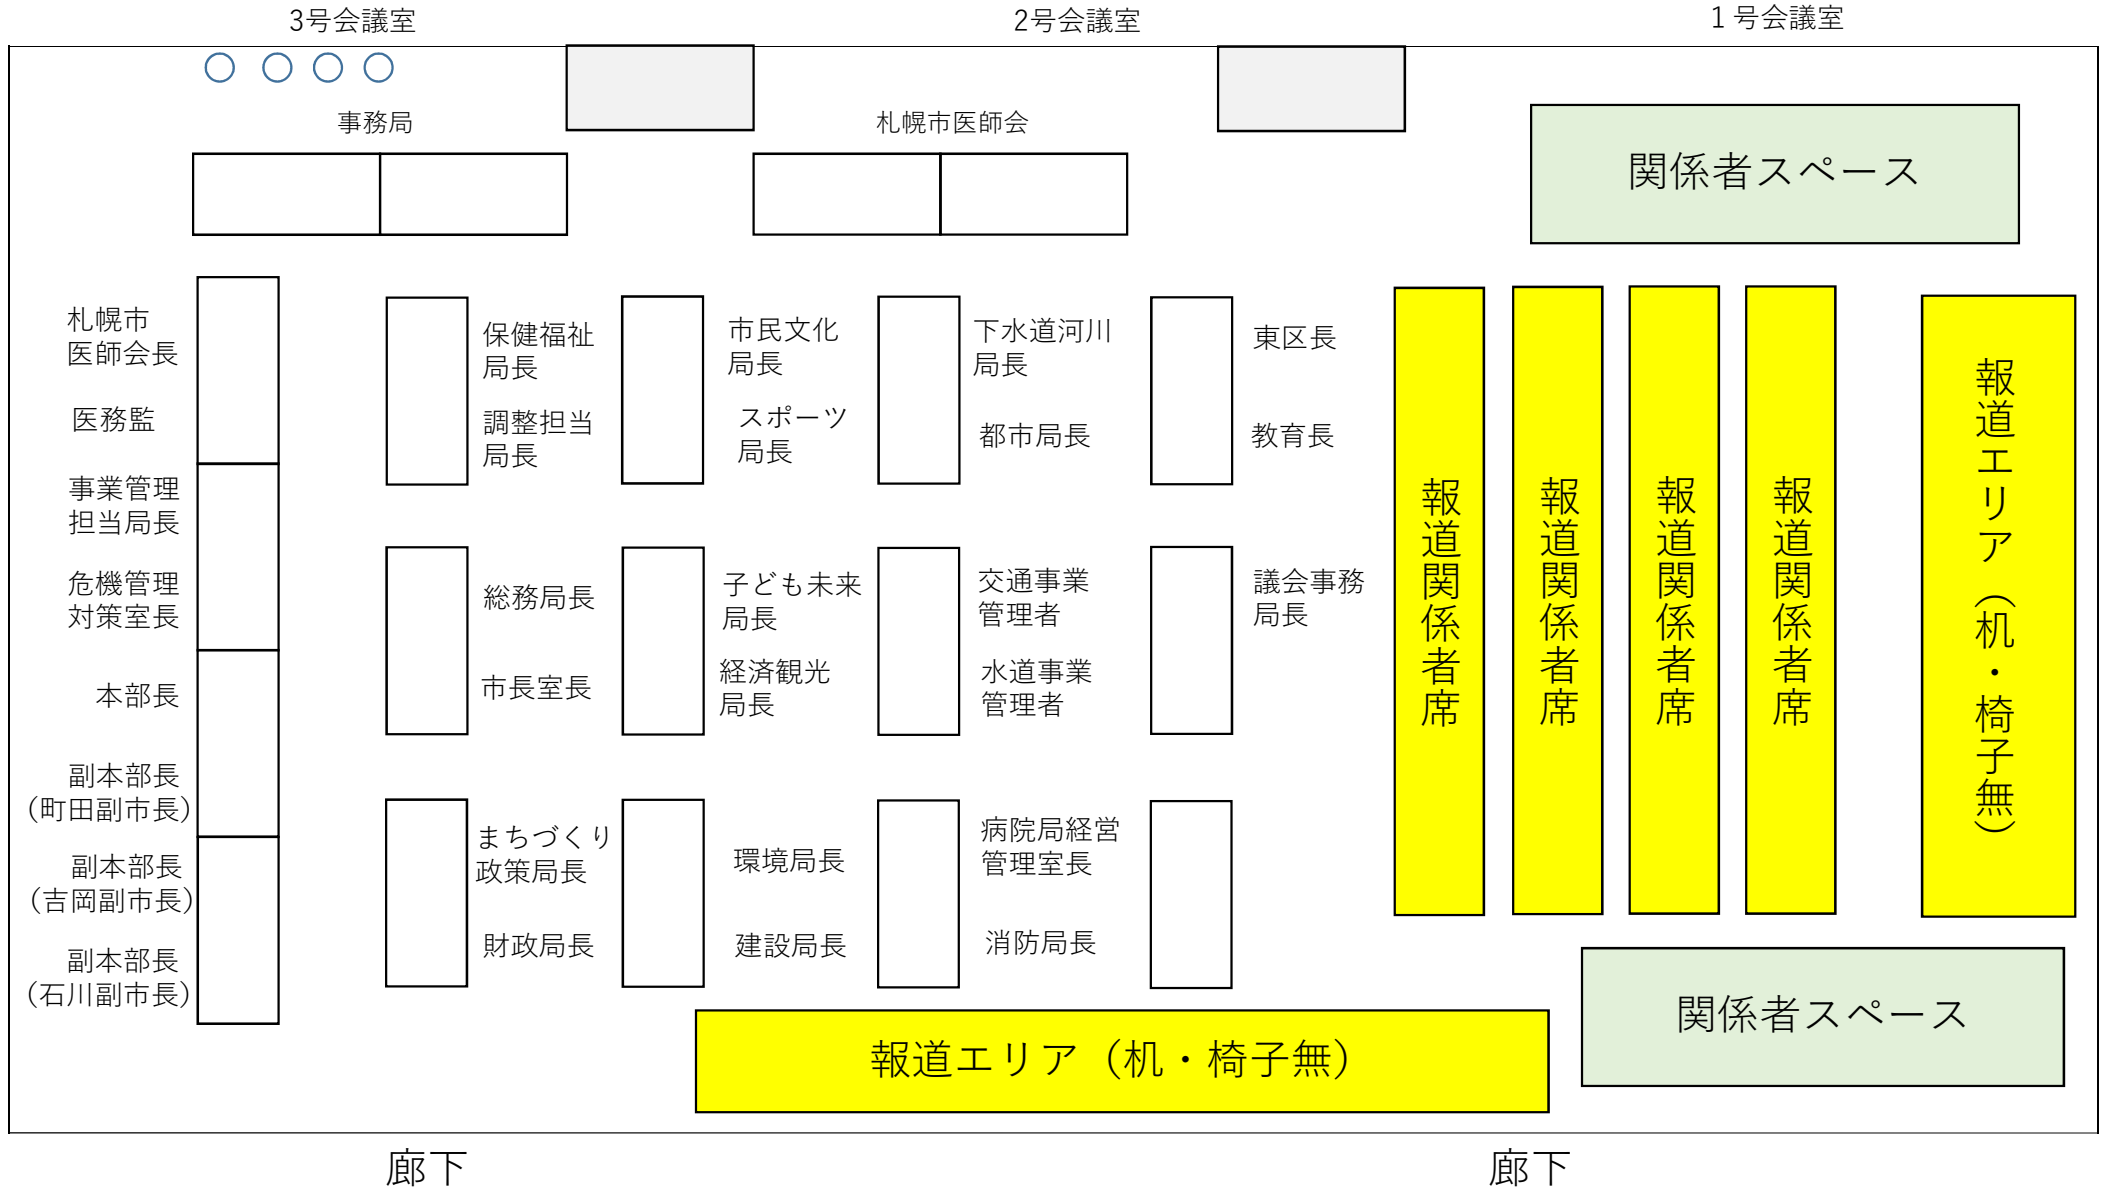 3号会議室
2号会議室
１号会議室
事務局
札幌市医師会
関係者スペース
札幌市
医師会長
医務監
事業管理
担当局長
危機管理
対策室長
本部長
副本部長
（町田副市長）
副本部長
（吉岡副市長）
副本部長
（石川副市長）
保健福祉
局長
調整担当
局長
総務局長
市長室長
まちづくり
政策局長
財政局長
市民文化
局長
スポーツ
局長
子ども未来
局長
経済観光
局長
環境局長
建設局長
下水道河川
局長
都市局長
交通事業
管理者
水道事業
管理者
病院局経営
管理室長
消防局長
東区長
教育長
議会事務
局長
報道関係者席
報道関係者席
報道関係者席
報道関係者席
報道エリア（机・椅子無）
報道エリア（机・椅子無）
関係者スペース
廊下
廊下